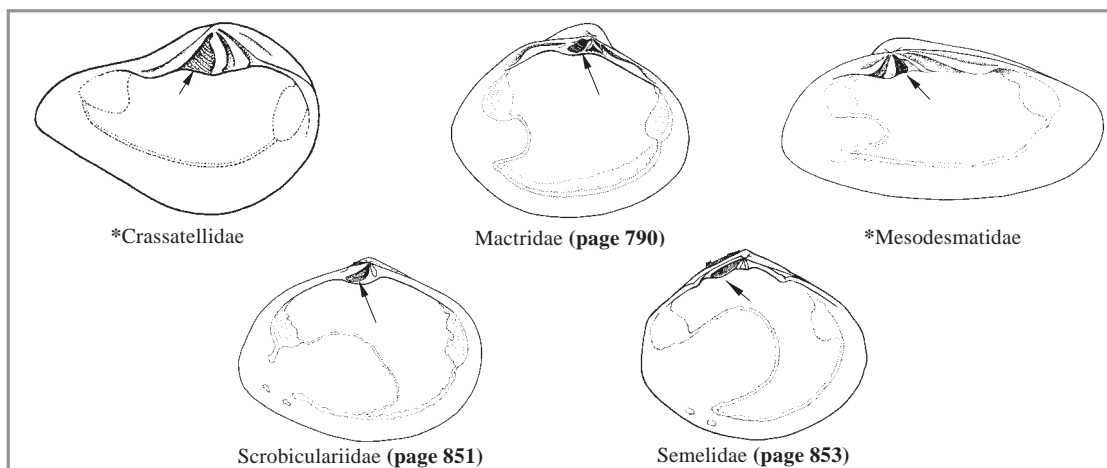 *Crassatellidae
Mactridae (page 790)
*Mesodesmatidae
Scrobiculariidae (page 851)
Semelidae (page 853)